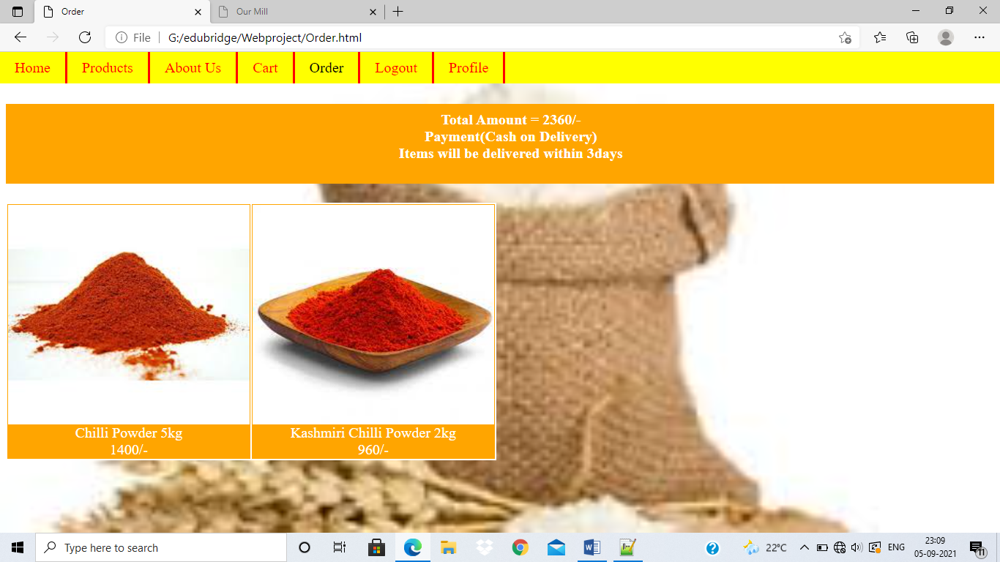 Order
Our Mill
File
G:/edubridge/Webproject/Order.html
Home
Products
About Us
Cart
Order
Logout
Profile
Total Amount = 2360/-
Payment(Cash on Delivery)
Items will be delivered within 3days
Chilli Powder 5kg
1400/-
Kashmiri Chilli Powder 2kg
960/-
Type here to search
22°C
ENG
23:09
05-09-2021
11